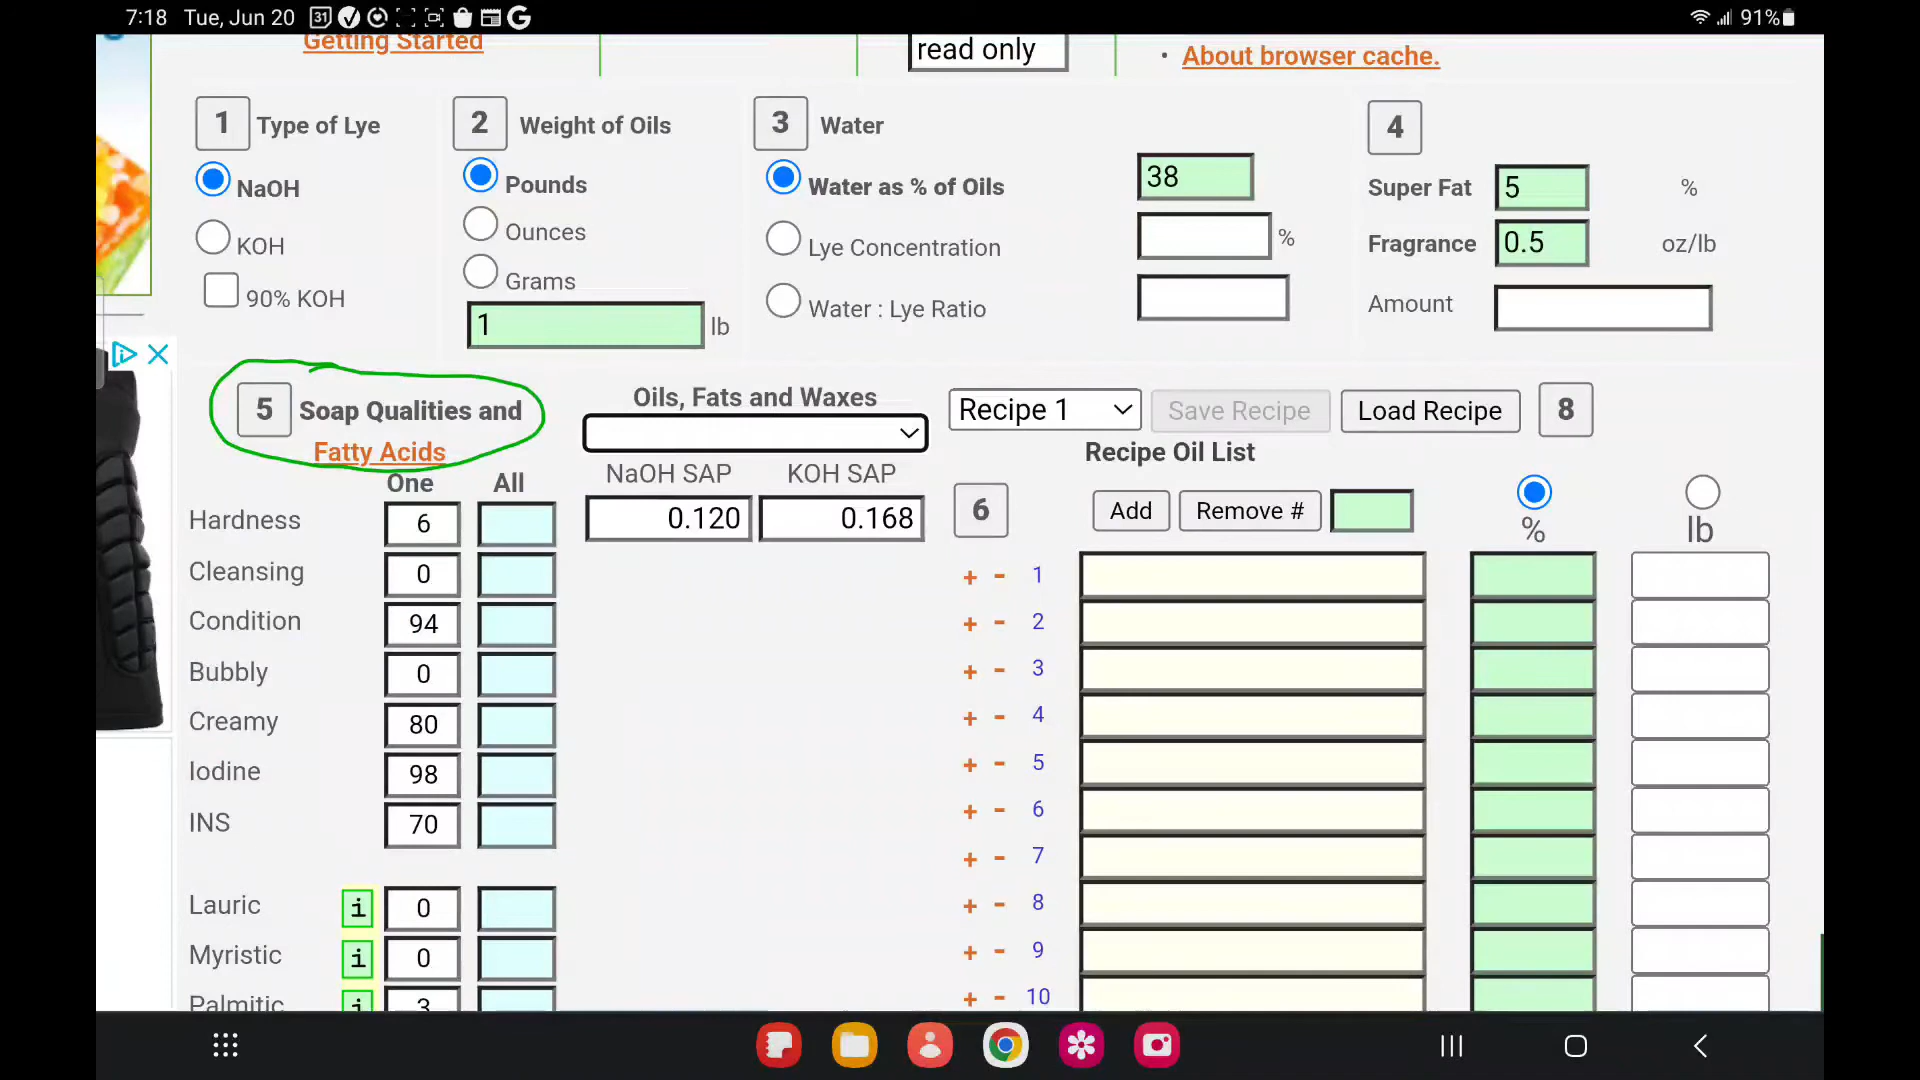 7:18 Tue, Jun 20 31 G 91%
Getting Started
read only
• About browser cache.
1 Type of Lye
NaOH
KOH
90% KOH
2 Weight of Oils
Pounds
Ounces
Grams
1 lb
3 Water
Water as % of Oils 38
Lye Concentration %
Water : Lye Ratio
4
Super Fat 5 %
Fragrance 0.5 oz/lb
Amount
5 Soap Qualities and
Fatty Acids
One All
Hardness 6
Cleansing 0
Condition 94
Bubbly 0
Creamy 80
Iodine 98
INS 70
Lauric i 0
Myristic i 0
Palmitic i 3
Oils, Fats and Waxes
NaOH SAP KOH SAP
0.120 0.168
Recipe 1 Save Recipe Load Recipe 8
Recipe Oil List
6 Add Remove # % lb
+ - 1
+ - 2
+ - 3
+ - 4
+ - 5
+ - 6
+ - 7
+ - 8
+ - 9
+ - 10